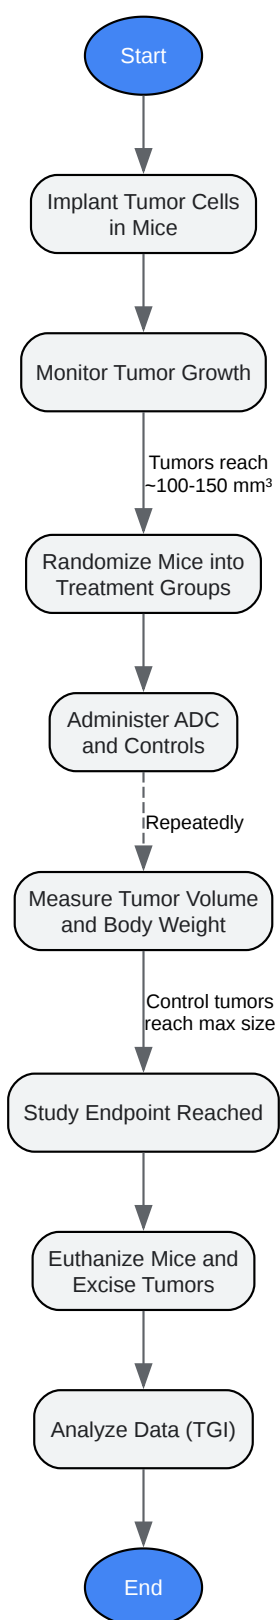 Start
Implant Tumor Cells
in Mice
Monitor Tumor Growth
Tumors reach
~100-150 mm³
Randomize Mice into
Treatment Groups
Administer ADC
and Controls
Repeatedly
Measure Tumor Volume
and Body Weight
Control tumors
reach max size
Study Endpoint Reached
Euthanize Mice and
Excise Tumors
Analyze Data (TGI)
End